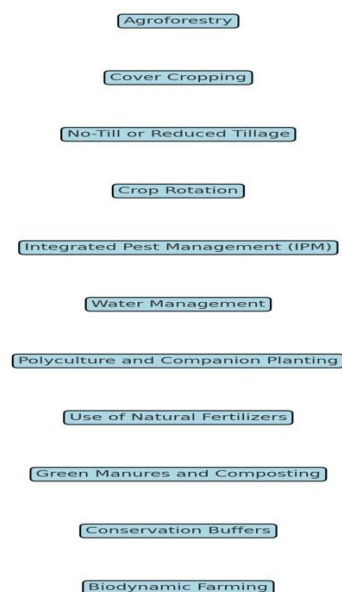 Agroforestry
Cover Cropping
No-Till or Reduced Tillage
Crop Rotation
Integrated Pest Management (IPM)
Water Management
Polyculture and Companion Planting
Use of Natural Fertilizers
Green Manures and Composting
Conservation Buffers
Biodynamic Farming